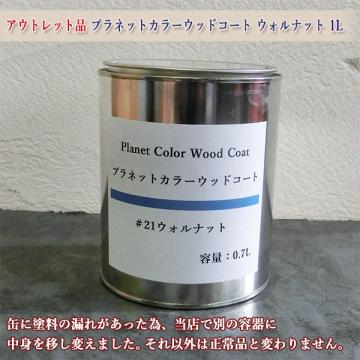 アウトレット品 プラネットカラーウッドコート ウォルナット 1L
Planet Color Wood Coat
プラネットカラーウッドコート
#21ウォルナット
容量:0.7L
缶に塗料の漏れがあった為、当店で別の容器に
中身を移し変えました。それ以外は正常品と変わりません。